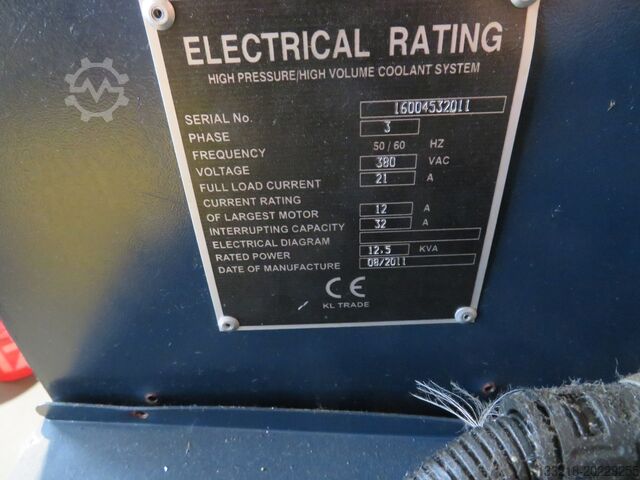 ELECTRICAL RATING
HIGH PRESSURE/HIGH VOLUME COOLANT SYSTEM
SERIAL No. 16004532011
PHASE 3
FREQUENCY 50 / 60 HZ
VOLTAGE 380 VAC
FULL LOAD CURRENT 21 A
CURRENT RATING
OF LARGEST MOTOR 12 A
INTERRUPTING CAPACITY 32 A
ELECTRICAL DIAGRAM
RATED POWER 12,5 KVA
DATE OF MANUFACTURE 08/2011
CE
KL TRADE